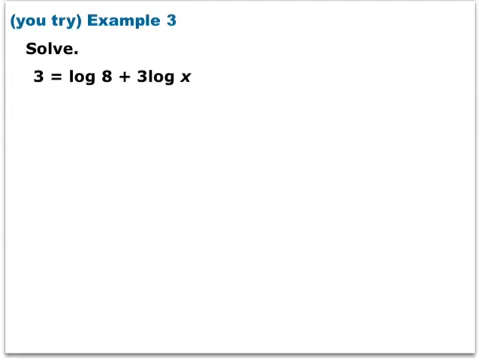 (you try) Example 3
Solve.
3 = log 8 + 3log x